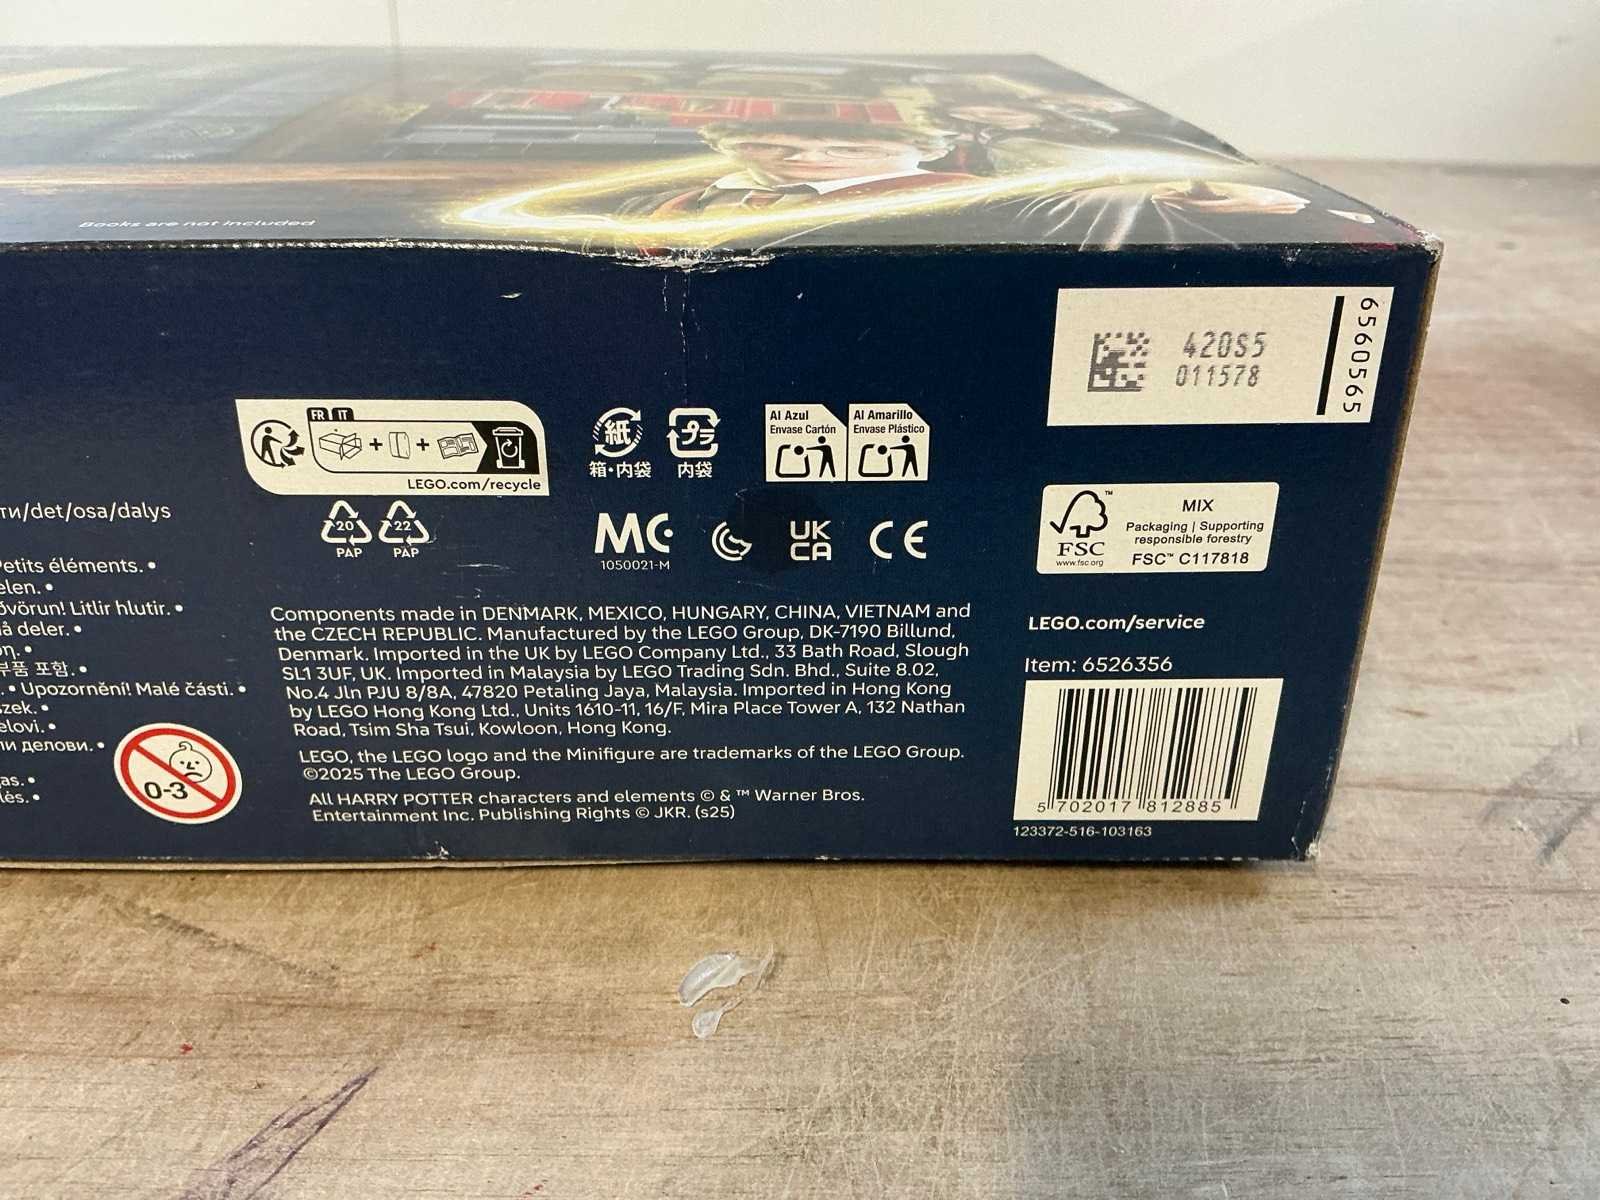 Books are not included
420S5
011578
6560565
FR IT
LEGO.com/recycle
20
PAP
22
PAP
紙
箱・内袋
プラ
内袋
Al Azul
Envase Cartón
Al Amarillo
Envase Plástico
MC
1050021-M
UK
CA
CE
FSC
www.fsc.org
MIX
Packaging | Supporting
responsible forestry
FSC™ C117818
ти/det/osa/dalys
Petits éléments. •
elen. •
ðvörun! Litlir hlutir. •
å deler. •
부품 포함. •
. • Upozornění! Malé části. •
szek. •
elovi. •
ли делови. •
as. •
lės. •
0-3
Components made in DENMARK, MEXICO, HUNGARY, CHINA, VIETNAM and
the CZECH REPUBLIC. Manufactured by the LEGO Group, DK-7190 Billund,
Denmark. Imported in the UK by LEGO Company Ltd., 33 Bath Road, Slough
SL1 3UF, UK. Imported in Malaysia by LEGO Trading Sdn. Bhd., Suite 8.02,
No.4 Jln PJU 8/8A, 47820 Petaling Jaya, Malaysia. Imported in Hong Kong
by LEGO Hong Kong Ltd., Units 1610-11, 16/F, Mira Place Tower A, 132 Nathan
Road, Tsim Sha Tsui, Kowloon, Hong Kong.
LEGO, the LEGO logo and the Minifigure are trademarks of the LEGO Group.
©2025 The LEGO Group.
All HARRY POTTER characters and elements © & ™ Warner Bros.
Entertainment Inc. Publishing Rights © JKR. (s25)
LEGO.com/service
Item: 6526356
5 702017 812885
123372-516-103163